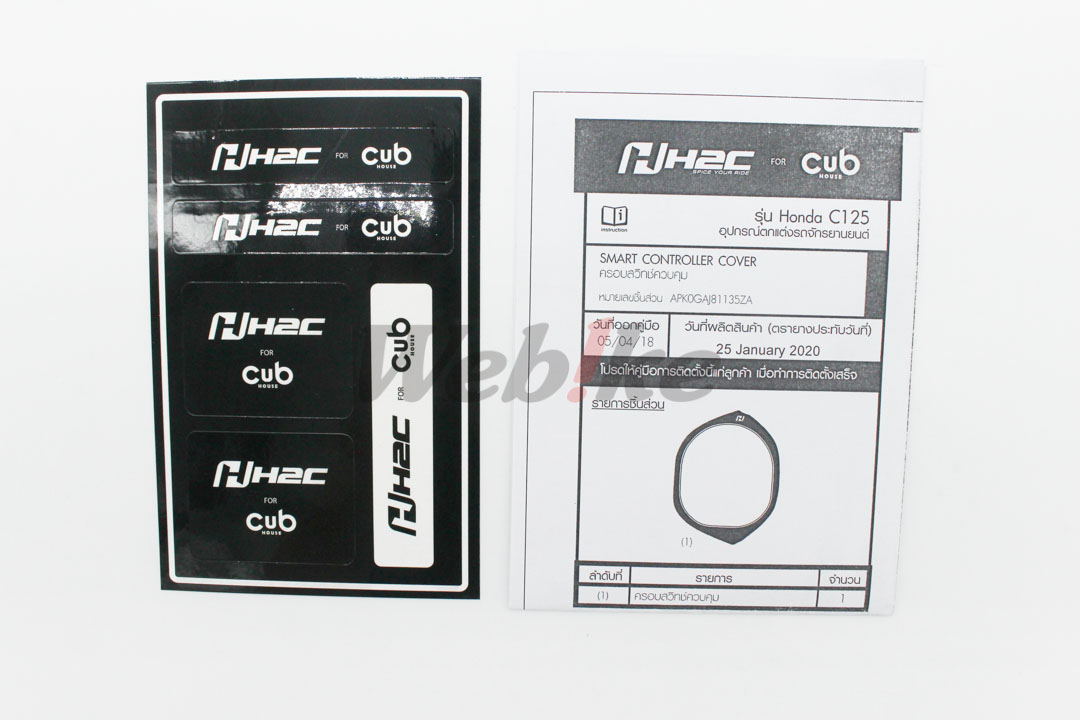 H2C FOR Cub HOUSE
H2C FOR Cub HOUSE
H2C
FOR
Cub
HOUSE
H2C
FOR
Cub
HOUSE
H2C FOR Cub HOUSE
H2C SPICE YOUR RIDE FOR Cub HOUSE
instruction
รุ่น Honda C125
อุปกรณ์ตกแต่งรถจักรยานยนต์
SMART CONTROLLER COVER
ครอบสวิทช์ควบคุม
หมายเลขชิ้นส่วน APK0GAJ81135ZA
วันที่ออกคู่มือ
05/04/18
วันที่ผลิตสินค้า (ตรายางประทับวันที่)
25 January 2020
โปรดให้คู่มือการติดตั้งนี้แก่ลูกค้า เมื่อทำการติดตั้งเสร็จ
รายการชิ้นส่วน
(1)
ลำดับที่ รายการ จำนวน
(1) ครอบสวิทช์ควบคุม 1
Web!ke